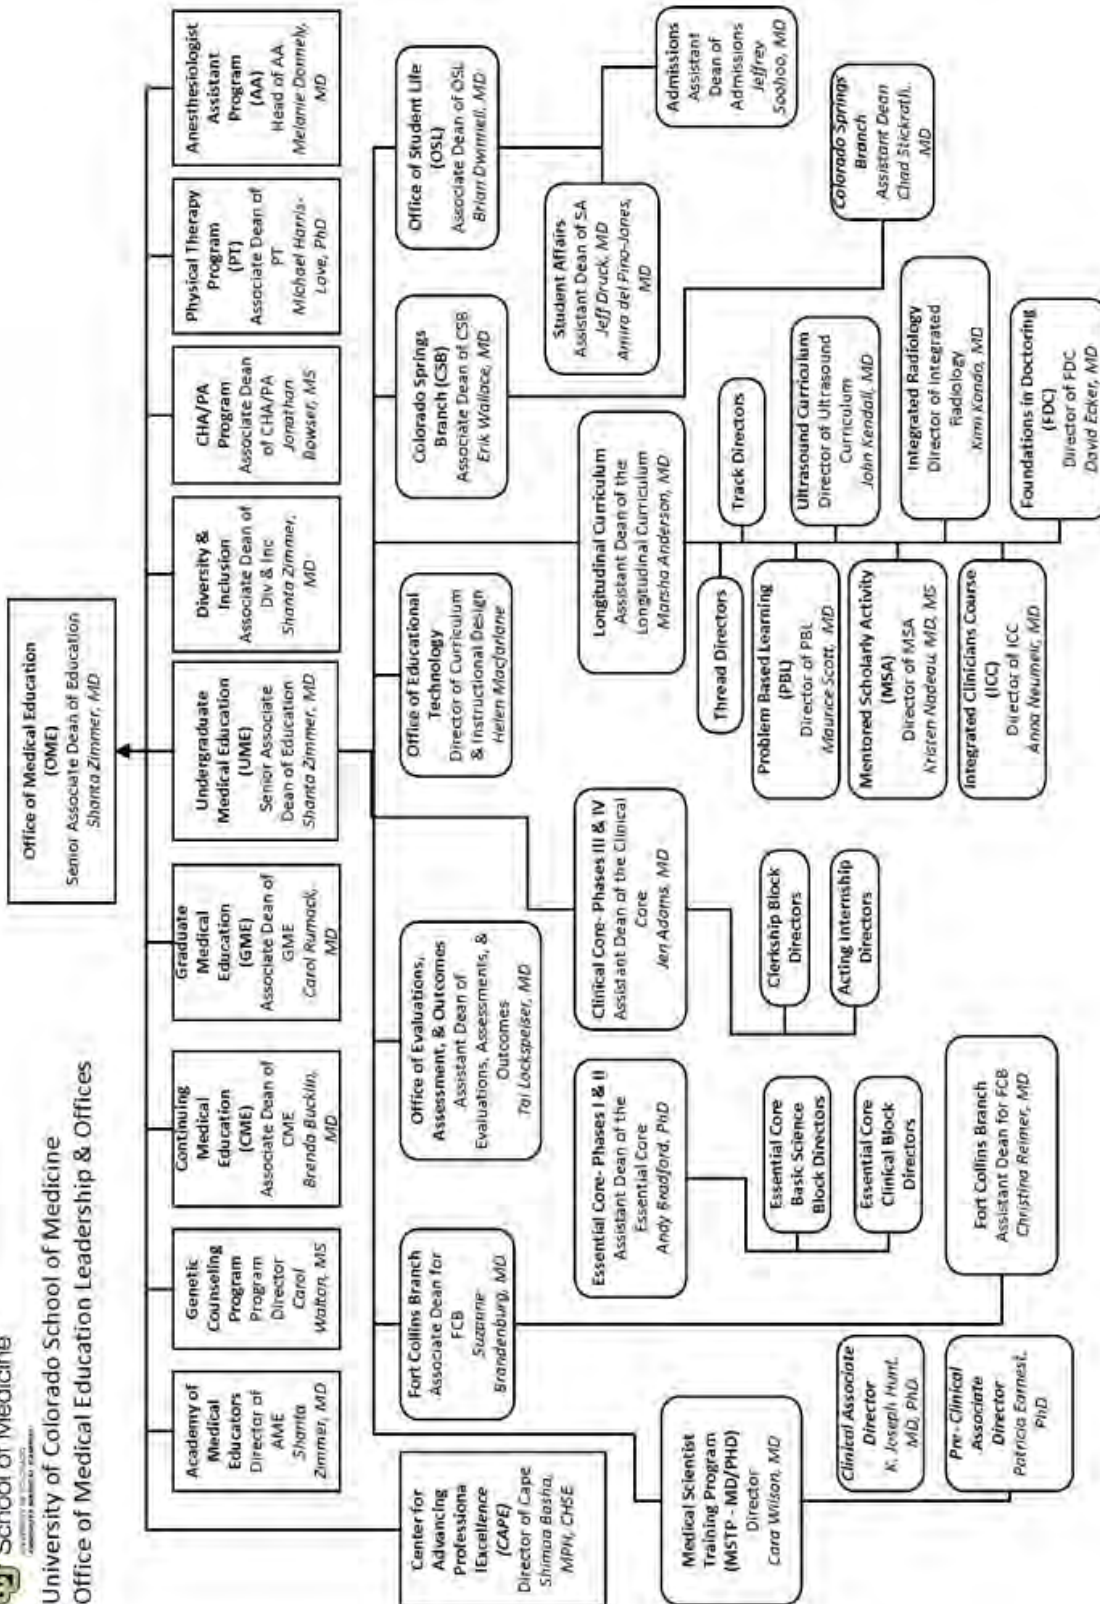 School of Medicine
University of Colorado School of Medicine
Office of Medical Education Leadership & Offices
Office of Medical Education
(OME)
Senior Associate Dean of Education
Shanta Zimmer, MD
Academy of
Medical
Educators
Director of
AME
Shanta
Zimmer, MD
Genetic
Counseling
Program
Program
Director
Carol
Walton, MS
Continuing
Medical
Education
(CME)
Associate Dean of
CME
Brenda Bucklin,
MD
Graduate
Medical
Education
(GME)
Associate Dean of
GME
Carol Rumack,
MD
Undergraduate
Medical Education
(UME)
Senior Associate
Dean of Education
Shanta Zimmer, MD
Diversity &
Inclusion
Associate Dean of
Div & Inc
Shanta Zimmer,
MD
CHA/PA
Program
Associate Dean
of CHA/PA
Jonathan
Bowser, MS
Physical Therapy
Program
(PT)
Associate Dean of
PT
Michael Harris-
Love, PhD
Anesthesiologist
Assistant
Program
(AA)
Head of AA
Melanie Donnely,
MD
Center for
Advancing
Professiona
lExcellence
(CAPE)
Director of Cape
Shimaa Basha,
MPH, CHSE
Fort Collins Branch
Associate Dean for
FCB
Suzanne
Brandenburg, MD
Office of Evaluations,
Assessment, & Outcomes
Assistant Dean of
Evaluations, Assessments, &
Outcomes
Tai Lockspeiser, MD
Office of Educational
Technology
Director of Curriculum
& Instructional Design
Helen Macfarlane
Colorado Springs
Branch (CSB)
Associate Dean of CSB
Erik Wallace, MD
Office of Student Life
(OSL)
Associate Dean of OSL
Brian Dwinnell, MD
Student Affairs
Assistant Dean of SA
Jeff Druck, MD
Amira del Pino-Jones,
MD
Admissions
Assistant
Dean of
Admissions
Jeffrey
Soohoo, MD
Essential Core- Phases I & II
Assistant Dean of the
Essential Core
Andy Bradford, PhD
Clinical Core- Phases III & IV
Assistant Dean of the Clinical
Core
Jen Adams, MD
Longitudinal Curriculum
Assistant Dean of the
Longitudinal Curriculum
Marsha Anderson, MD
Colorado Springs
Branch
Assistant Dean
Chad Stickrath,
MD
Medical Scientist
Training Program
(MSTP - MD/PHD)
Director
Cara Wilson, MD
Essential Core
Basic Science
Block Directors
Essential Core
Clinical Block
Directors
Clerkship Block
Directors
Acting Internship
Directors
Thread Directors
Track Directors
Problem Based Learning
(PBL)
Director of PBL
Maurice Scott, MD
Ultrasound Curriculum
Director of Ultrasound
Curriculum
John Kendall, MD
Mentored Scholarly Activity
(MSA)
Director of MSA
Kristen Nadeau, MD, MS
Integrated Radiology
Director of Integrated
Radiology
Kimi Kondo, MD
Integrated Clinicians Course
(ICC)
Director of ICC
Anna Neumeir, MD
Foundations in Doctoring
(FDC)
Director of FDC
David Ecker, MD
Clinical Associate
Director
K. Joseph Hunt,
MD, PhD
Pre-Clinical
Associate
Director
Patricia Earnest,
PhD
Fort Collins Branch
Assistant Dean for FCB
Christina Reimer, MD